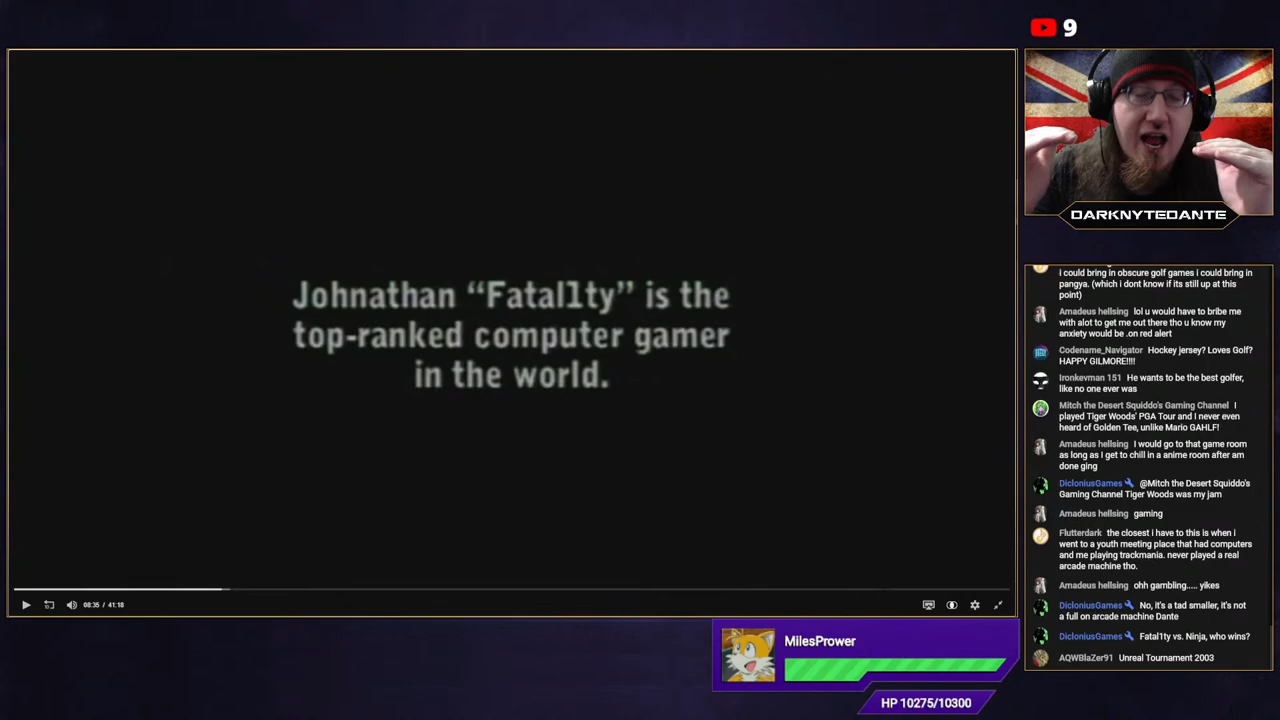 9
Johnathan “Fatal1ty” is the
top-ranked computer gamer
in the world.
08:35 / 41:18
DARKNYTEDANTE
i could bring in obscure golf games i could bring in
pangya. (which i dont know if its still up at this
point)
Amadeus hellsing lol u would have to bribe me
with alot to get me out there tho u know my
anxiety would be .on red alert
Codename_Navigator Hockey jersey? Loves Golf?
HAPPY GILMORE!!!!
Ironkevman 151 He wants to be the best golfer,
like no one ever was
Mitch the Desert Squiddo's Gaming Channel I
played Tiger Woods' PGA Tour and I never even
heard of Golden Tee, unlike Mario GAHLF!
Amadeus hellsing I would go to that game room
as long as i get to chill in a anime room after am
done ging
DicloniusGames @Mitch the Desert Squiddo's
Gaming Channel Tiger Woods was my jam
Amadeus hellsing gaming
Flutterdark the closest i have to this is when i
went to a youth meeting place that had computers
and me playing trackmania. never played a real
arcade machine tho.
Amadeus hellsing ohh gambling..... yikes
DicloniusGames No, it's a tad smaller, it's not
a full on arcade machine Dante
DicloniusGames Fatal1ty vs. Ninja, who wins?
AQWBlaZer91 Unreal Tournament 2003
MilesPrower
HP 10275/10300